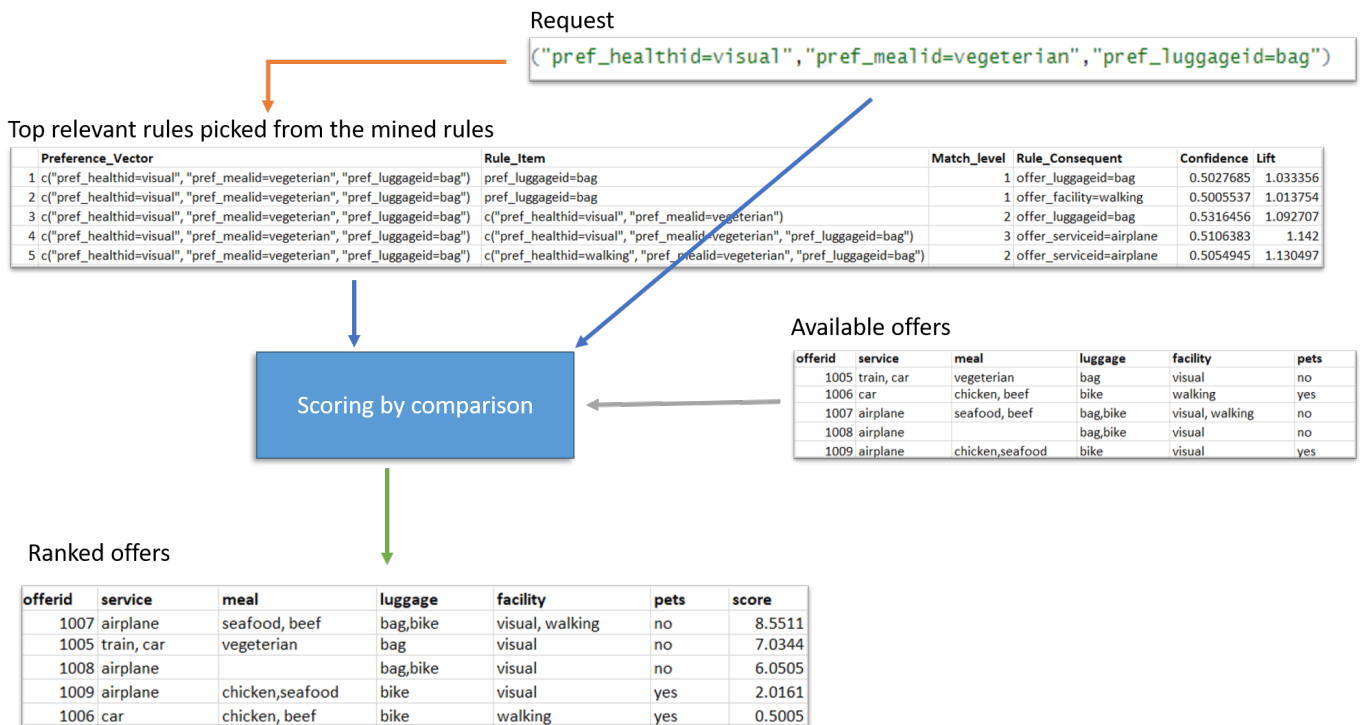 Request
("pref_healthid=visual","pref_mealid=vegeterian","pref_luggageid=bag")
Top relevant rules picked from the mined rules
Preference_Vector Rule_Item Match_level Rule_Consequent Confidence Lift
1 c("pref_healthid=visual", "pref_mealid=vegeterian", "pref_luggageid=bag") pref_luggageid=bag 1 offer_luggageid=bag 0.5027685 1.033356
2 c("pref_healthid=visual", "pref_mealid=vegeterian", "pref_luggageid=bag") pref_luggageid=bag 1 offer_facility=walking 0.5005537 1.013754
3 c("pref_healthid=visual", "pref_mealid=vegeterian", "pref_luggageid=bag") c("pref_healthid=visual", "pref_mealid=vegeterian") 2 offer_luggageid=bag 0.5316456 1.092707
4 c("pref_healthid=visual", "pref_mealid=vegeterian", "pref_luggageid=bag") c("pref_healthid=visual", "pref_mealid=vegeterian", "pref_luggageid=bag") 3 offer_serviceid=airplane 0.5106383 1.142
5 c("pref_healthid=visual", "pref_mealid=vegeterian", "pref_luggageid=bag") c("pref_health=walking", "pref_mealid=vegeterian", "pref_luggageid=bag") 2 offer_serviceid=airplane 0.5054945 1.130497
Available offers
offerid service meal luggage facility pets
1005 train, car vegeterian bag visual no
1006 car chicken, beef bike walking yes
1007 airplane seafood, beef bag,bike visual, walking no
1008 airplane bag,bike visual no
1009 airplane chicken,seafood bike visual yes
Scoring by comparison
Ranked offers
offerid service meal luggage facility pets score
1007 airplane seafood, beef bag,bike visual, walking no 8.5511
1005 train, car vegeterian bag visual no 7.0344
1008 airplane bag,bike visual no 6.0505
1009 airplane chicken,seafood bike visual yes 2.0161
1006 car chicken, beef bike walking yes 0.5005